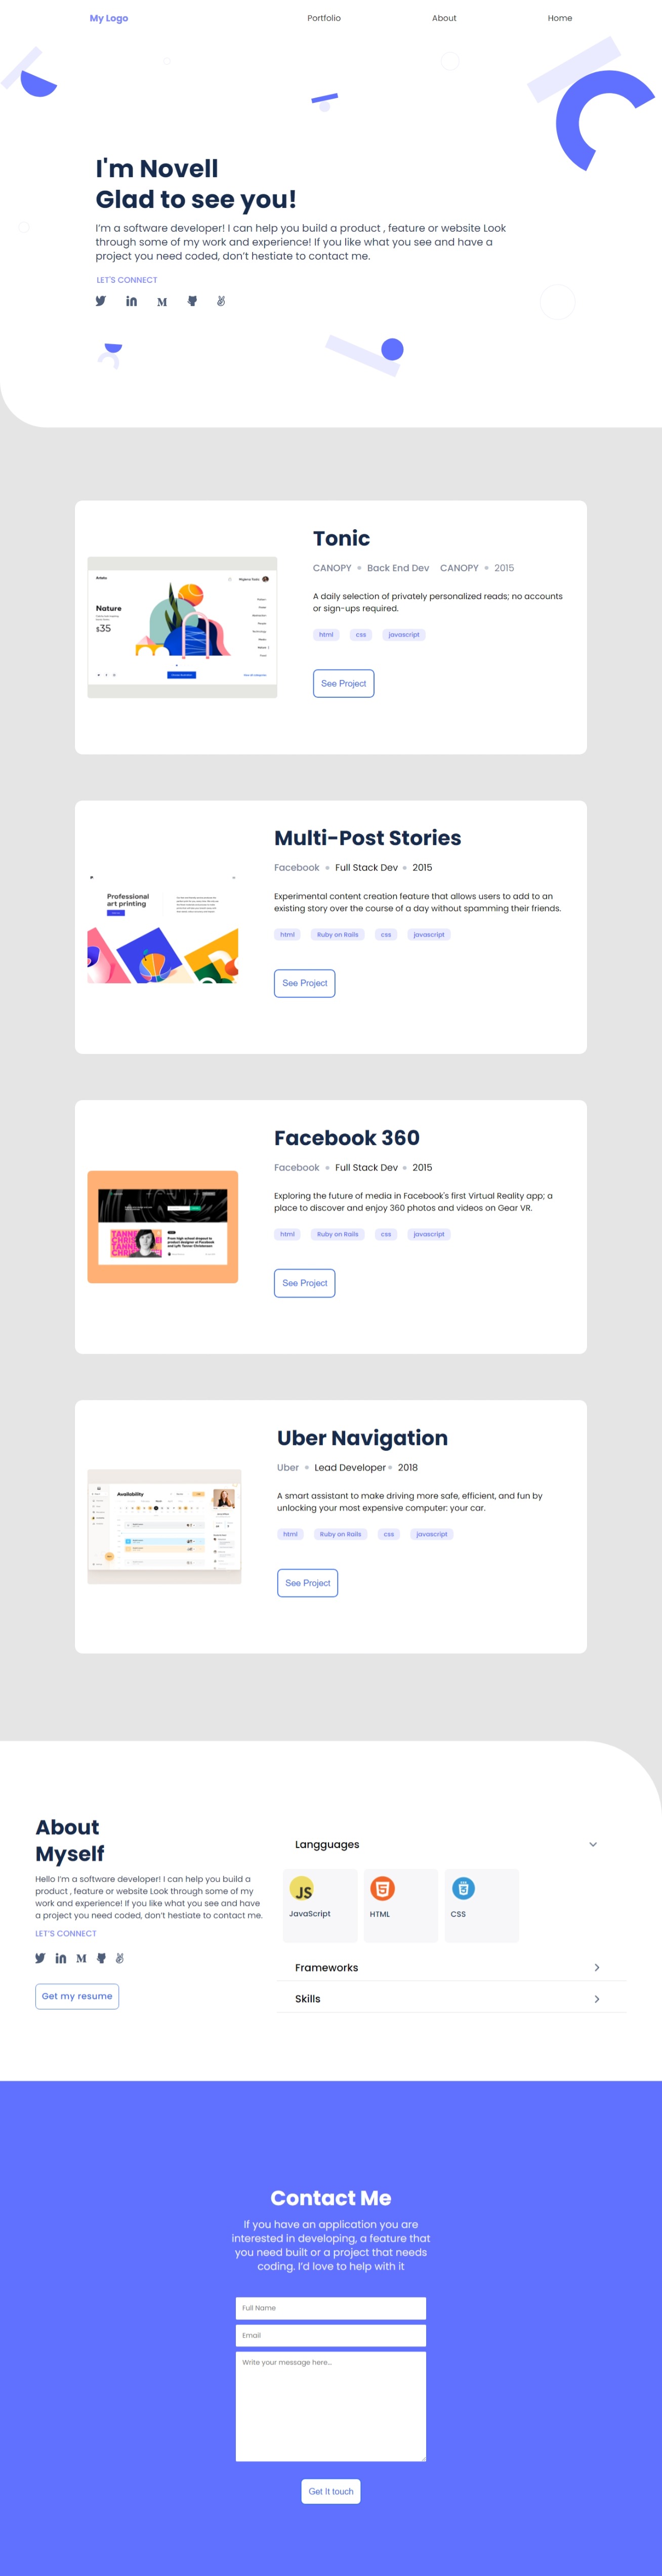 My Logo
Portfolio
About
Home
I'm Novell
Glad to see you!
I'm a software developer! I can help you build a product , feature or website Look
through some of my work and experience! If you like what you see and have a
project you need coded, don't hestiate to contact me.
LET'S CONNECT
Tonic
CANOPY Back End Dev CANOPY 2015
A daily selection of privately personalized reads; no accounts
or sign-ups required.
html css javascript
See Project
Nature
$35
Multi-Post Stories
Facebook Full Stack Dev 2015
Experimental content creation feature that allows users to add to an
existing story over the course of a day without spamming their friends.
html Ruby on Rails css javascript
See Project
Professional
art printing
Facebook 360
Facebook Full Stack Dev 2015
Exploring the future of media in Facebook's first Virtual Reality app; a
place to discover and enjoy 360 photos and videos on Gear VR.
html Ruby on Rails css javascript
See Project
Uber Navigation
Uber Lead Developer 2018
A smart assistant to make driving more safe, efficient, and fun by
unlocking your most expensive computer: your car.
html Ruby on Rails css javascript
See Project
Availability
About
Myself
Hello I'm a software developer! I can help you build a
product , feature or website Look through some of my
work and experience! If you like what you see and have
a project you need coded, don't hestiate to contact me.
LET'S CONNECT
Get my resume
Langguages
JavaScript
HTML
CSS
Frameworks
Skills
Contact Me
If you have an application you are
interested in developing, a feature that
you need built or a project that needs
coding. I'd love to help with it
Full Name
Email
Write your message here...
Get It touch